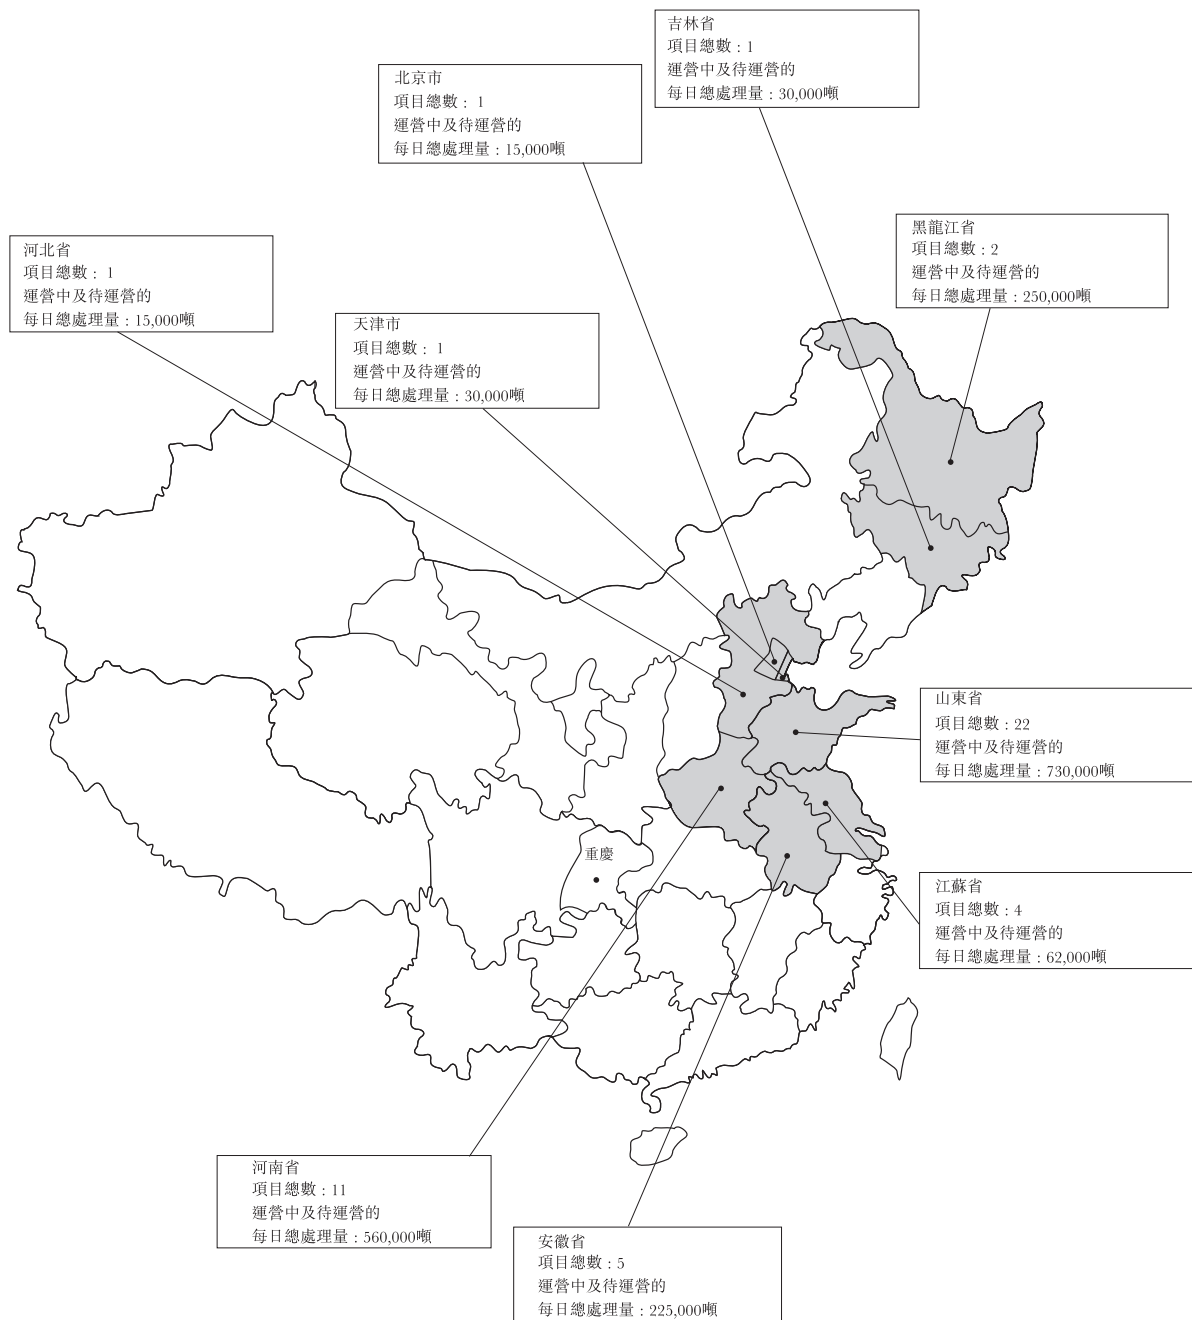 吉林省
項目總數：1
運營中及待運營的
每日總處理量：30,000噸
北京市
項目總數：1
運營中及待運營的
每日總處理量：15,000噸
黑龍江省
項目總數：2
運營中及待運營的
每日總處理量：250,000噸
河北省
項目總數：1
運營中及待運營的
每日總處理量：15,000噸
天津市
項目總數：1
運營中及待運營的
每日總處理量：30,000噸
山東省
項目總數：22
運營中及待運營的
每日總處理量：730,000噸
重慶
江蘇省
項目總數：4
運營中及待運營的
每日總處理量：62,000噸
河南省
項目總數：11
運營中及待運營的
每日總處理量：560,000噸
安徽省
項目總數：5
運營中及待運營的
每日總處理量：225,000噸